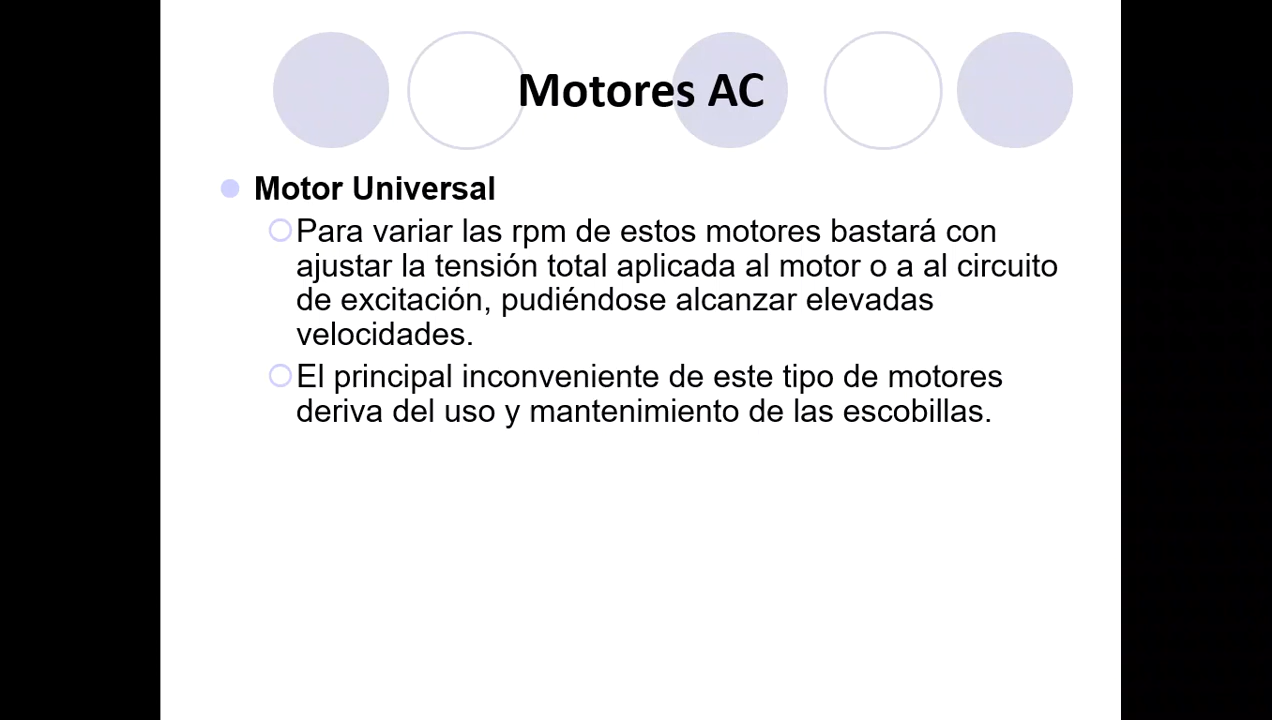 Motores AC
Motor Universal
Para variar las rpm de estos motores bastará con
ajustar la tensión total aplicada al motor o a al circuito
de excitación, pudiéndose alcanzar elevadas
velocidades.
El principal inconveniente de este tipo de motores
deriva del uso y mantenimiento de las escobillas.